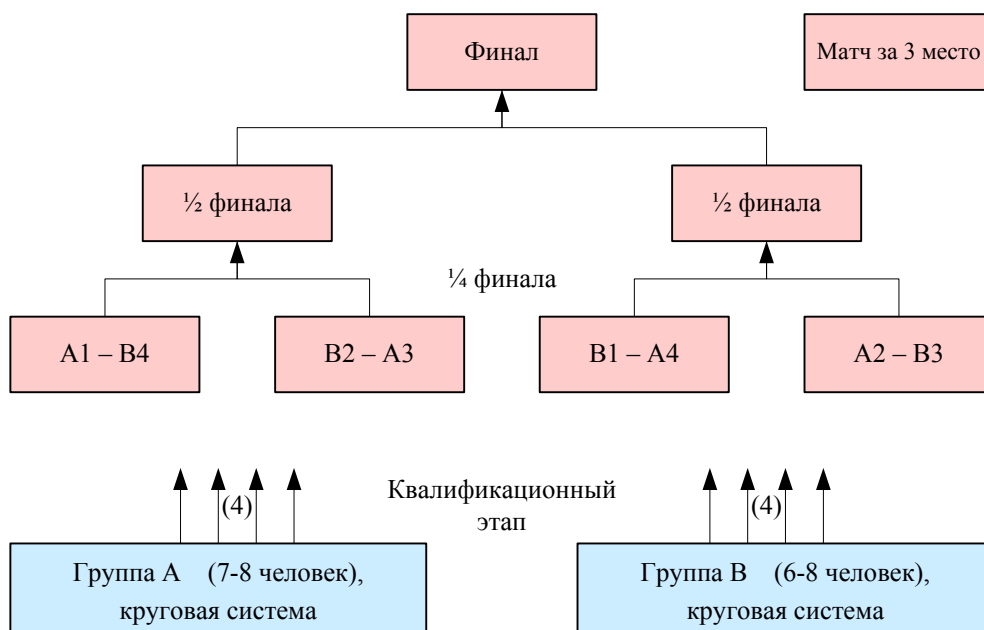 Финал
Матч за 3 место
½ финала
½ финала
¼ финала
A1 – B4
B2 – A3
B1 – A4
A2 – B3
(4)
Квалификационный
этап
(4)
Группа А (7-8 человек),
круговая система
Группа В (6-8 человек),
круговая система